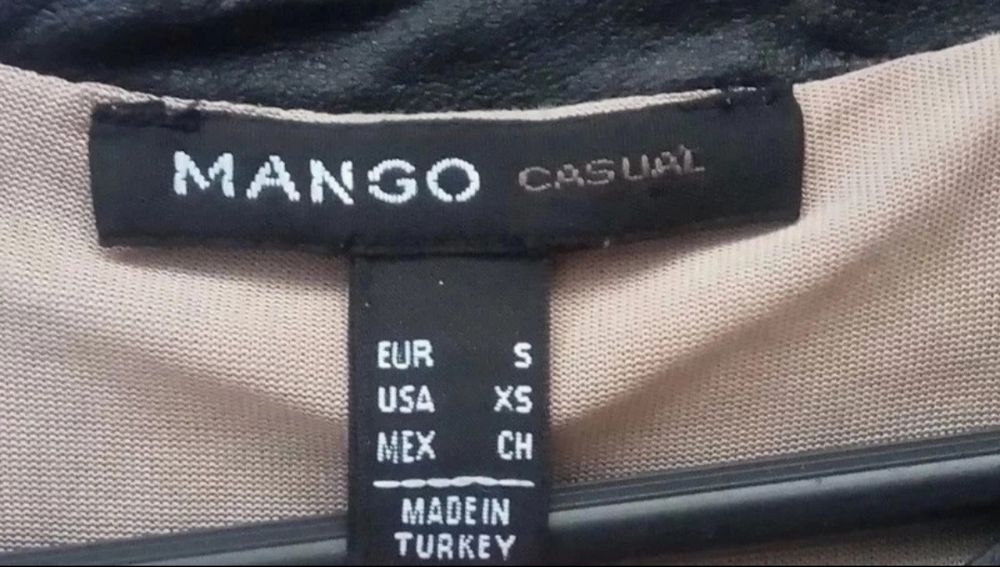 MANGO CASUAL
EUR S
USA XS
MEX CH
MADE IN
TURKEY